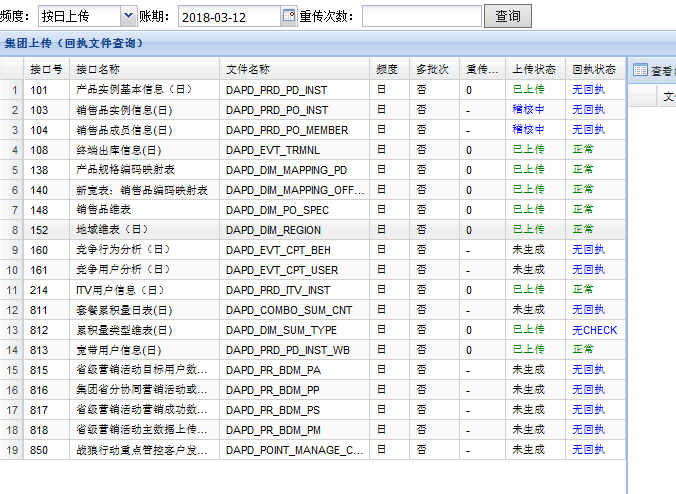 频度: 按日上传 账期: 2018-03-12 重传次数: 查询
集团上传（回执文件查询）
接口号 接口名称 文件名称 频度 多批次 重传... 上传状态 回执状态 查看
文
1 101 产品实例基本信息（日） DAPD_PRD_PD_INST 日 否 0 已上传 无回执
2 103 销售品实例信息(日) DAPD_PRD_PO_INST 日 否 - 稽核中 无回执
3 104 销售品成员信息(日) DAPD_PRD_PO_MEMBER 日 否 - 稽核中 无回执
4 108 终端出库信息(日) DAPD_EVT_TRMNL 日 否 0 已上传 正常
5 138 产品规格编码映射表 DAPD_DIM_MAPPING_PD 日 否 0 已上传 正常
6 140 新宽表: 销售品编码映射表 DAPD_DIM_MAPPING_OFF... 日 否 0 已上传 正常
7 148 销售品维表 DAPD_DIM_PO_SPEC 日 否 0 已上传 正常
8 152 地域维表（日） DAPD_DIM_REGION 日 否 0 已上传 正常
9 160 竞争行为分析（日） DAPD_EVT_CPT_BEH 日 否 - 未生成 无回执
10 161 竞争用户分析（日） DAPD_EVT_CPT_USER 日 否 - 未生成 无回执
11 214 ITV用户信息（日） DAPD_PRD_ITV_INST 日 否 0 已上传 正常
12 811 套餐累积量日表(日) DAPD_COMBO_SUM_CNT 日 否 - 未生成 无回执
13 812 累积量类型维表(日) DAPD_DIM_SUM_TYPE 日 否 0 已上传 无CHECK
14 813 宽带用户信息(日) DAPD_PRD_PD_INST_WB 日 否 0 已上传 正常
15 815 省级营销活动目标用户数... DAPD_PR_BDM_PA 日 否 - 未生成 无回执
16 816 集团省分协同营销活动或... DAPD_PR_BDM_PP 日 否 - 未生成 无回执
17 817 省级营销活动营销成功数... DAPD_PR_BDM_PS 日 否 - 未生成 无回执
18 818 省级营销活动主数据上传... DAPD_PR_BDM_PM 日 否 - 未生成 无回执
19 850 战狼行动重点管控客户发... DAPD_POINT_MANAGE_C... 日 否 - 未生成 无回执